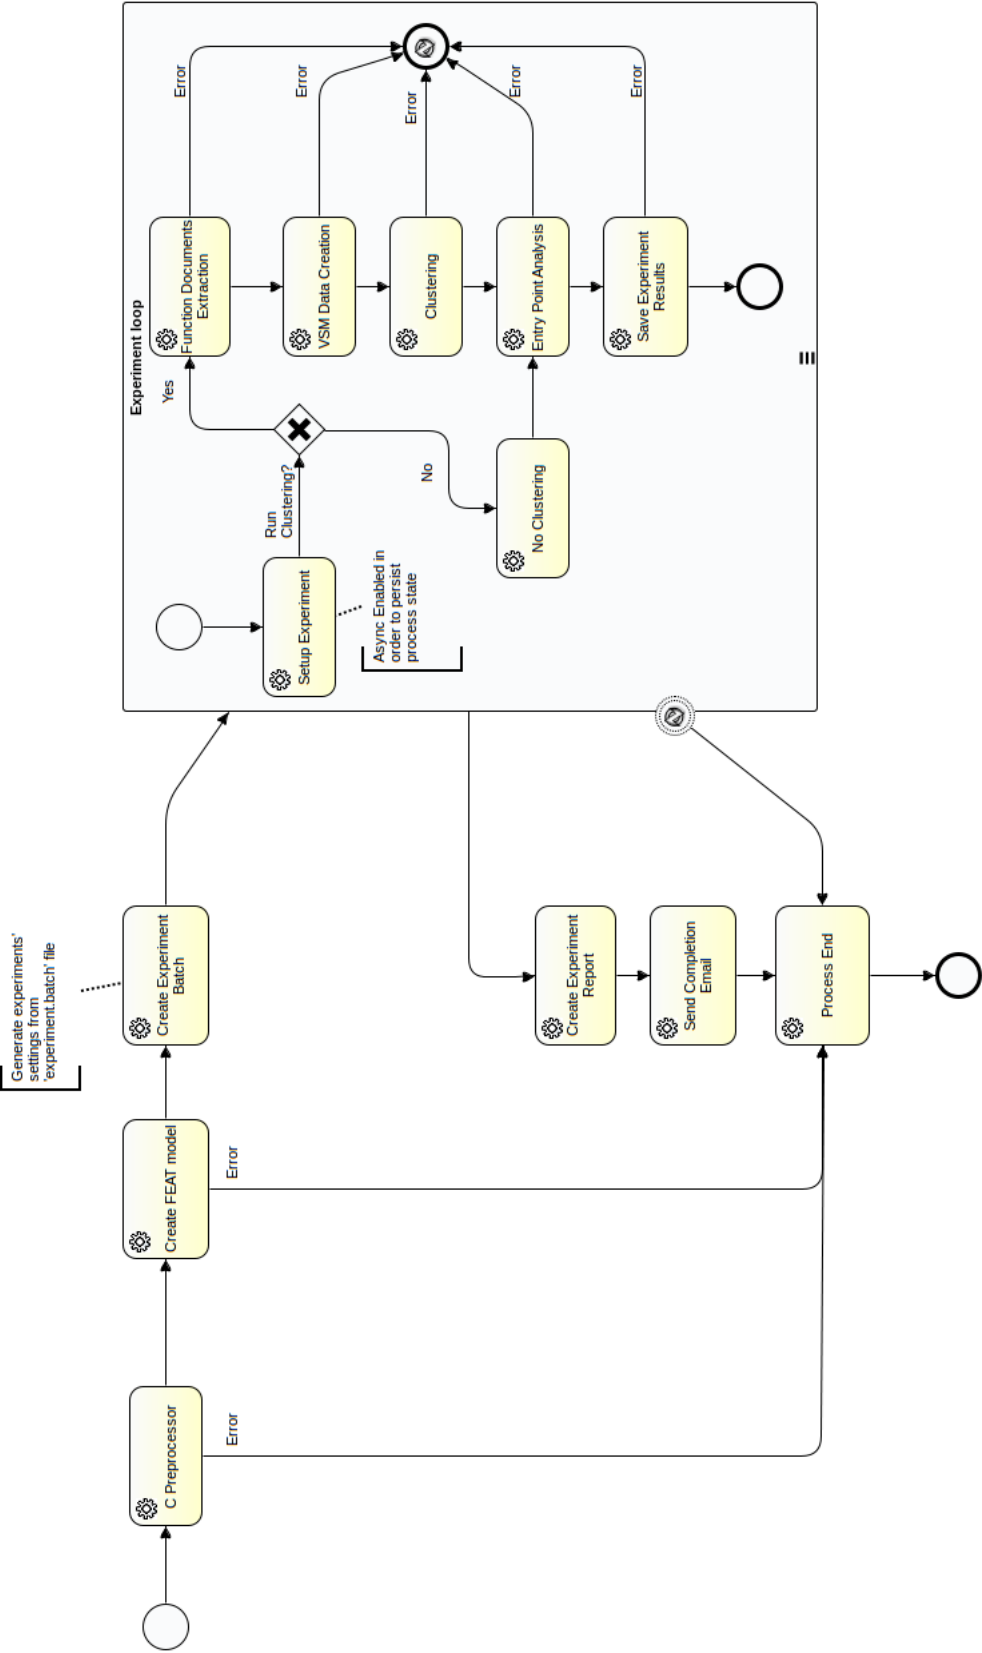 Generate experiments'
settings from
'experiment.batch' file
C Preprocessor
Error
Create FEAT model
Error
Create Experiment
Batch
Experiment loop
Setup Experiment
Async Enabled in
order to persist
process state
Run
Clustering?
Yes
No
No Clustering
Function Documents
Extraction
Error
VSM Data Creation
Error
Clustering
Error
Entry Point Analysis
Error
Save Experiment
Results
Error
Create Experiment
Report
Send Completion
Email
Process End